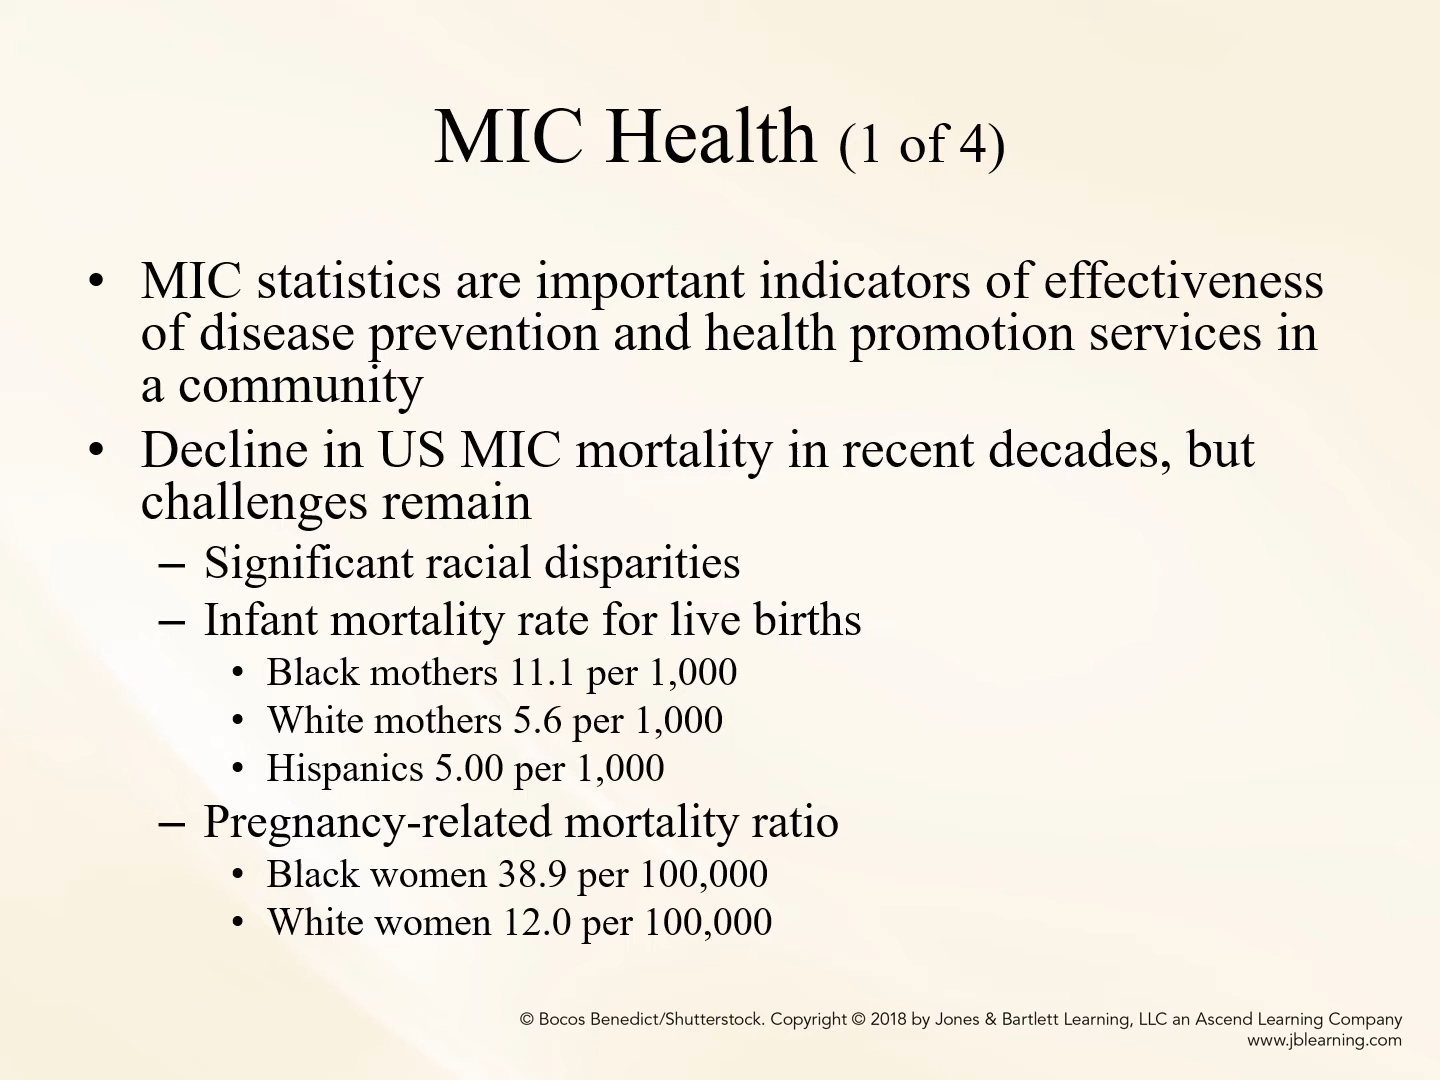 MIC Health (1 of 4)
• MIC statistics are important indicators of effectiveness
of disease prevention and health promotion services in
a community
• Decline in US MIC mortality in recent decades, but
challenges remain
– Significant racial disparities
– Infant mortality rate for live births
• Black mothers 11.1 per 1,000
• White mothers 5.6 per 1,000
• Hispanics 5.00 per 1,000
– Pregnancy-related mortality ratio
• Black women 38.9 per 100,000
• White women 12.0 per 100,000
© Bocos Benedict/Shutterstock. Copyright © 2018 by Jones & Bartlett Learning, LLC an Ascend Learning Company
www.jblearning.com